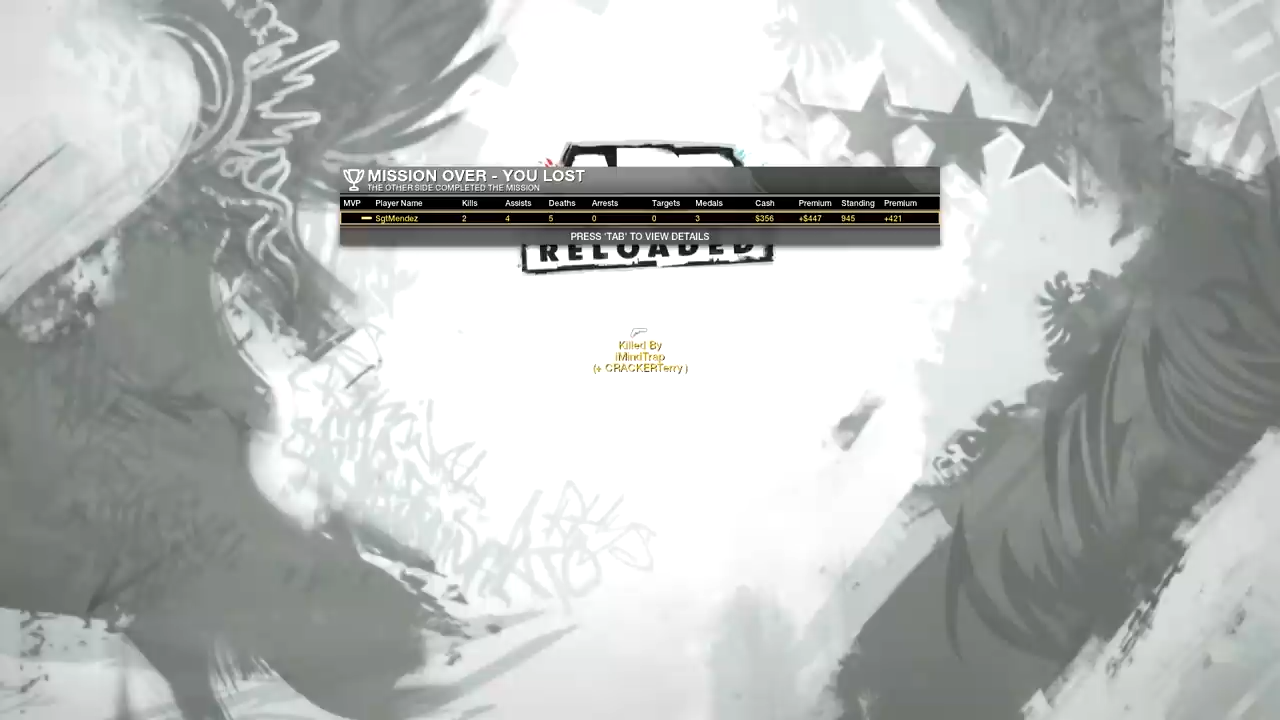 MISSION OVER - YOU LOST
THE OTHER SIDE COMPLETED THE MISSION
MVP Player Name Kills Assists Deaths Arrests Targets Medals Cash Premium Standing Premium
SgtMendez 2 4 5 0 0 3 $356 +$447 945 +421
PRESS 'TAB' TO VIEW DETAILS
RELOADED
Killed By
iMindTrap
(+ CRACKERTerry )